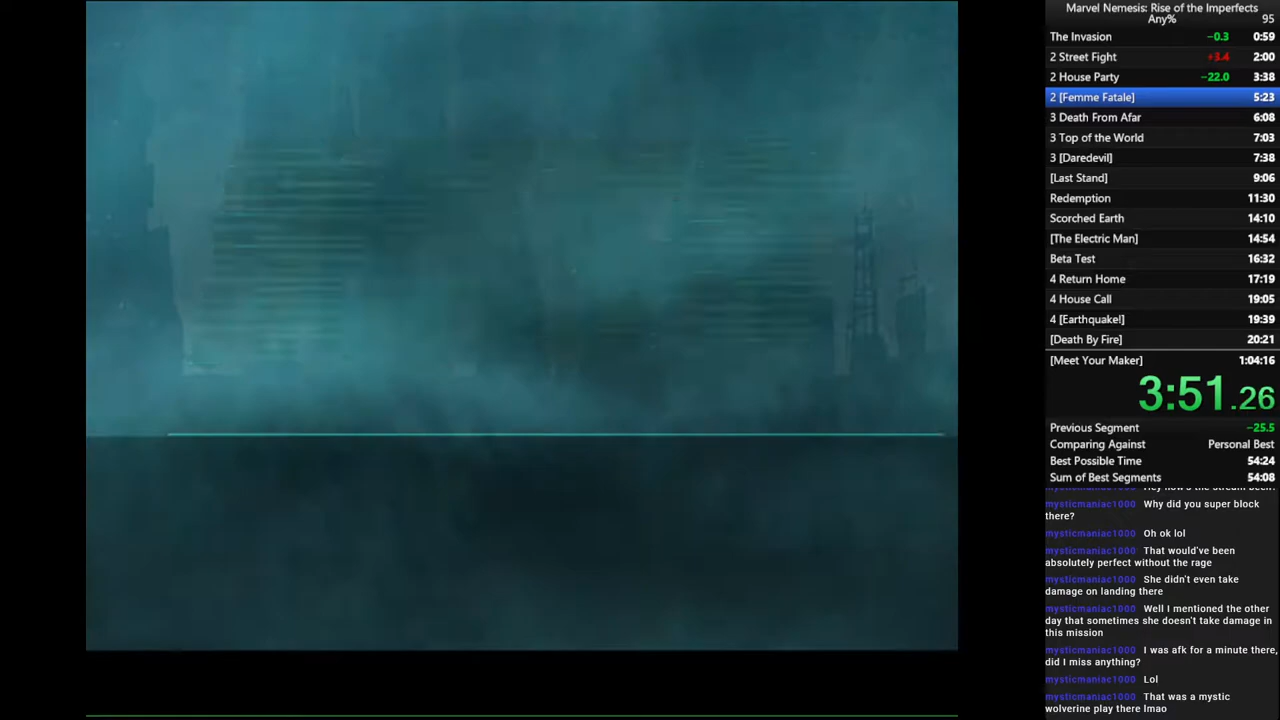 Marvel Nemesis: Rise of the Imperfects
Any% 95
The Invasion −0.3 0:59
2 Street Fight +3.4 2:00
2 House Party −22.0 3:38
2 [Femme Fatale] 5:23
3 Death From Afar 6:08
3 Top of the World 7:03
3 [Daredevil] 7:38
[Last Stand] 9:06
Redemption 11:30
Scorched Earth 14:10
[The Electric Man] 14:54
Beta Test 16:32
4 Return Home 17:19
4 House Call 19:05
4 [Earthquake!] 19:39
[Death By Fire] 20:21
[Meet Your Maker] 1:04:16
3:51.26
Previous Segment −25.5
Comparing Against Personal Best
Best Possible Time 54:24
Sum of Best Segments 54:08
mysticmaniac1000 Why did you super block
there?
mysticmaniac1000 Oh ok lol
mysticmaniac1000 That would've been
absolutely perfect without the rage
mysticmaniac1000 She didn't even take
damage on landing there
mysticmaniac1000 Well I mentioned the other
day that sometimes she doesn't take damage in
this mission
mysticmaniac1000 I was afk for a minute there,
did I miss anything?
mysticmaniac1000 Lol
mysticmaniac1000 That was a mystic
wolverine play there lmao